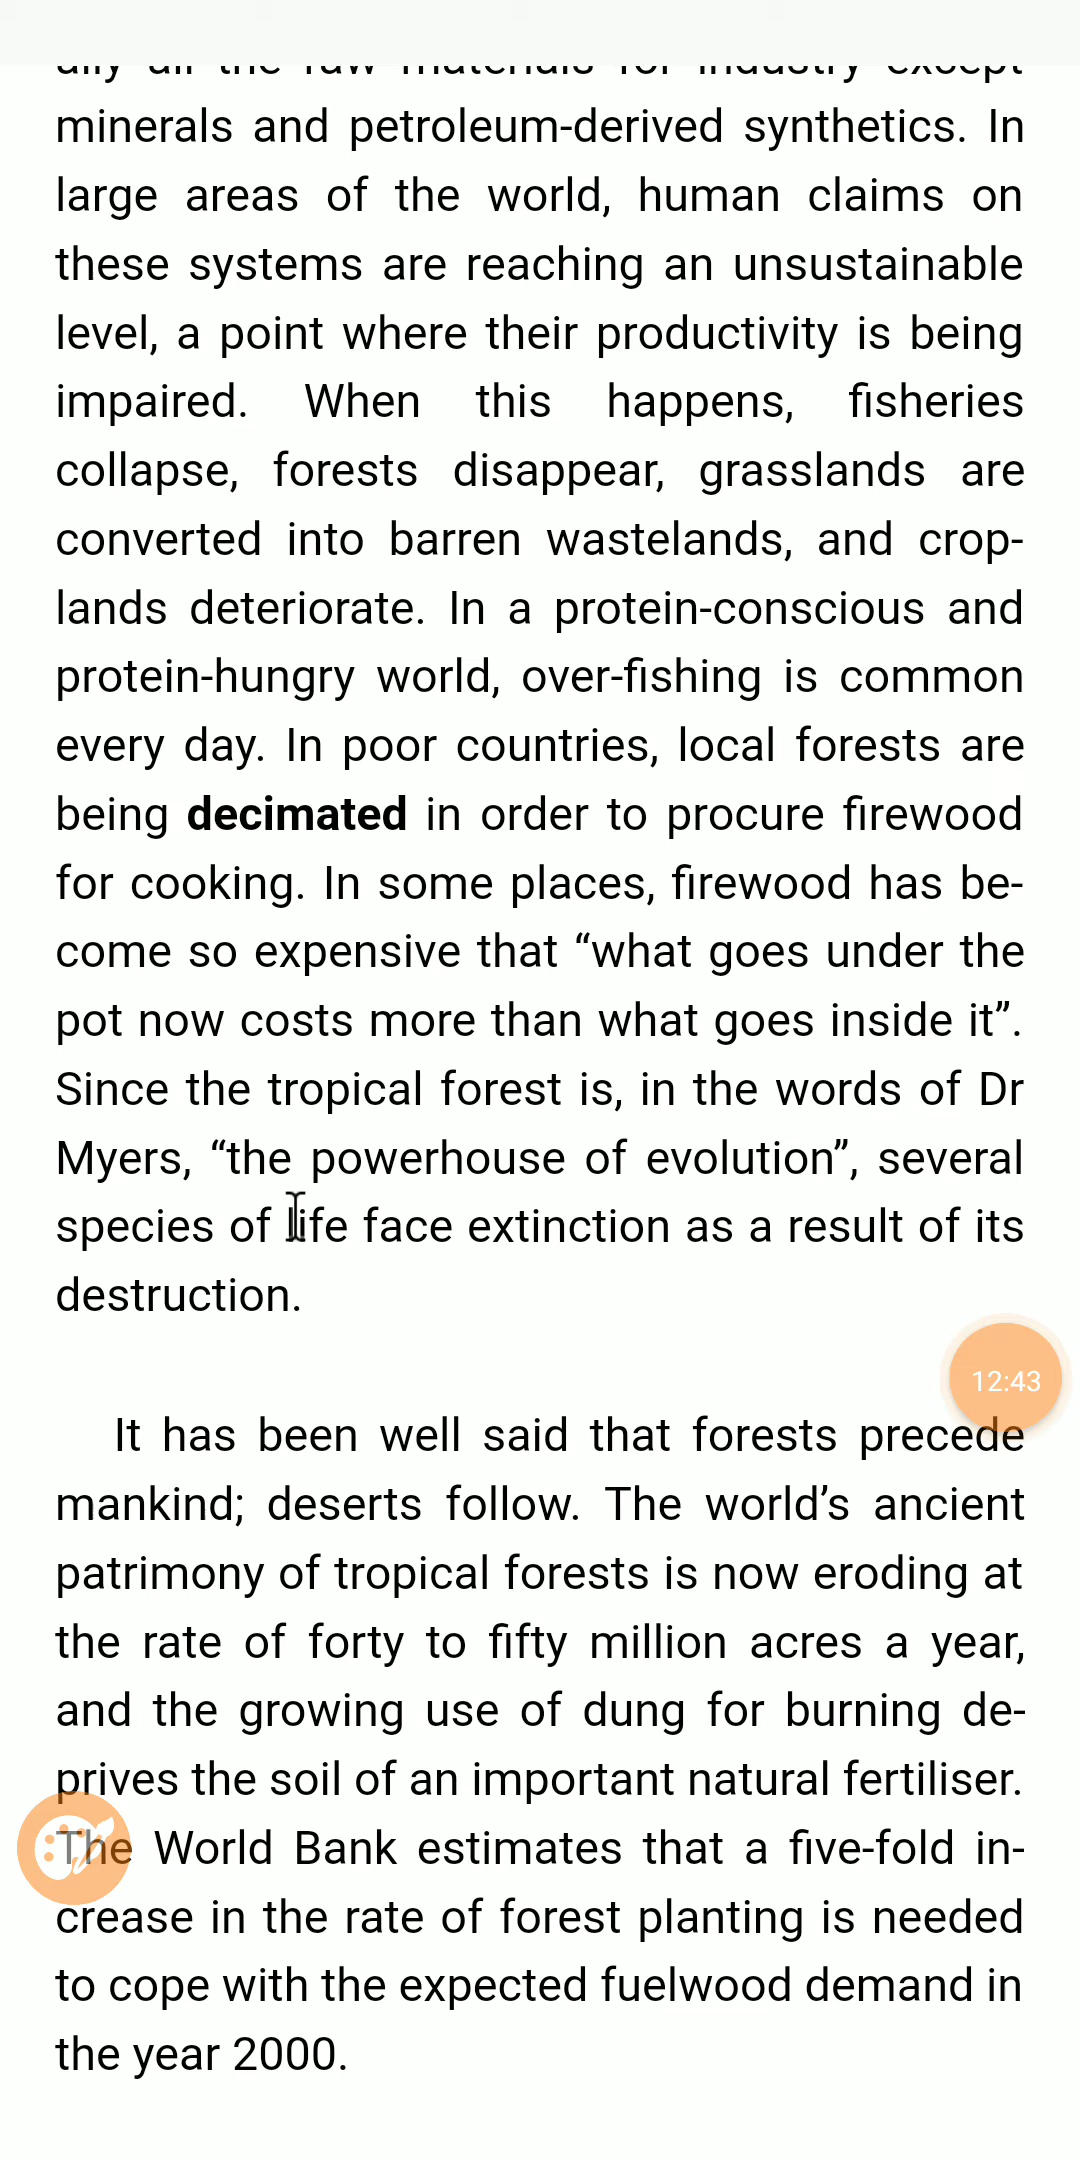 ally all the raw materials for industry except
minerals and petroleum-derived synthetics. In
large areas of the world, human claims on
these systems are reaching an unsustainable
level, a point where their productivity is being
impaired. When this happens, fisheries
collapse, forests disappear, grasslands are
converted into barren wastelands, and crop-
lands deteriorate. In a protein-conscious and
protein-hungry world, over-fishing is common
every day. In poor countries, local forests are
being decimated in order to procure firewood
for cooking. In some places, firewood has be-
come so expensive that “what goes under the
pot now costs more than what goes inside it”.
Since the tropical forest is, in the words of Dr
Myers, “the powerhouse of evolution”, several
species of life face extinction as a result of its
destruction.
12:43
It has been well said that forests precede
mankind; deserts follow. The world’s ancient
patrimony of tropical forests is now eroding at
the rate of forty to fifty million acres a year,
and the growing use of dung for burning de-
prives the soil of an important natural fertiliser.
The World Bank estimates that a five-fold in-
crease in the rate of forest planting is needed
to cope with the expected fuelwood demand in
the year 2000.